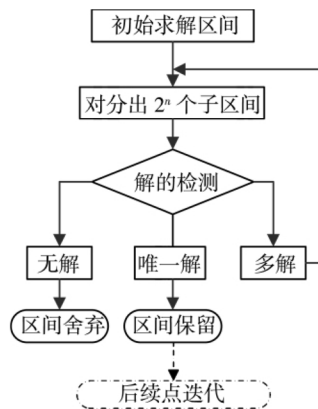 初始求解区间
对分出 2ⁿ 个子区间
解的检测
无解
唯一解
多解
区间舍弃
区间保留
后续点迭代